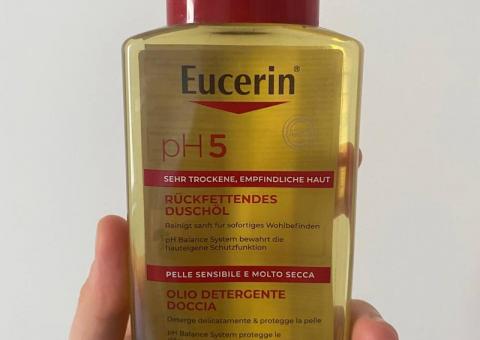 Eucerin®
pH5
SEHR TROCKENE, EMPFINDLICHE HAUT
RÜCKFETTENDES
DUSCHÖL
Reinigt sanft für sofortiges Wohlbefinden
pH Balance System bewahrt die
hauteigene Schutzfunktion
PELLE SENSIBILE E MOLTO SECCA
OLIO DETERGENTE
DOCCIA
Deterge delicatamente & protegge la pelle
pH Balance System protegge le